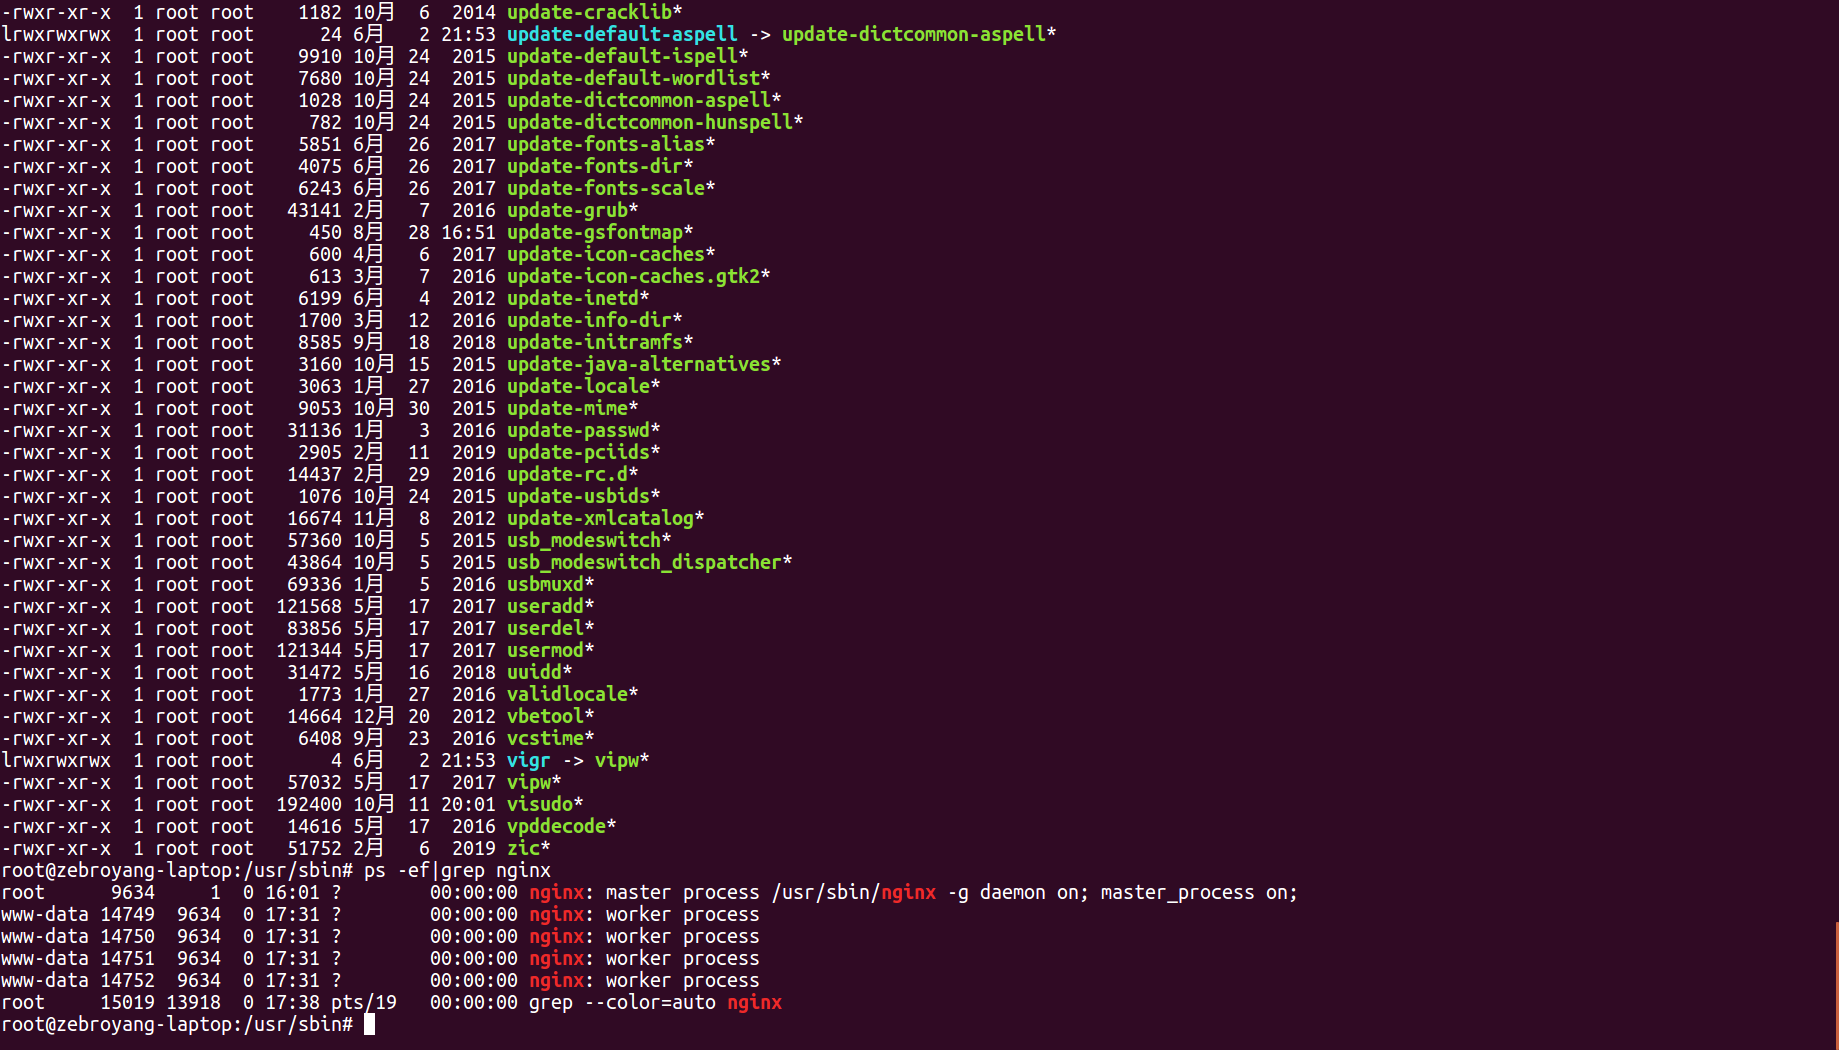 -rwxr-xr-x  1 root root    1182 10月  6  2014 update-cracklib*
lrwxrwxrwx  1 root root      24 6月   2 21:53 update-default-aspell -> update-dictcommon-aspell*
-rwxr-xr-x  1 root root    9910 10月 24  2015 update-default-ispell*
-rwxr-xr-x  1 root root    7680 10月 24  2015 update-default-wordlist*
-rwxr-xr-x  1 root root    1028 10月 24  2015 update-dictcommon-aspell*
-rwxr-xr-x  1 root root     782 10月 24  2015 update-dictcommon-hunspell*
-rwxr-xr-x  1 root root    5851 6月  26  2017 update-fonts-alias*
-rwxr-xr-x  1 root root    4075 6月  26  2017 update-fonts-dir*
-rwxr-xr-x  1 root root    6243 6月  26  2017 update-fonts-scale*
-rwxr-xr-x  1 root root   43141 2月   7  2016 update-grub*
-rwxr-xr-x  1 root root     450 8月  28 16:51 update-gsfontmap*
-rwxr-xr-x  1 root root     600 4月   6  2017 update-icon-caches*
-rwxr-xr-x  1 root root     613 3月   7  2016 update-icon-caches.gtk2*
-rwxr-xr-x  1 root root    6199 6月   4  2012 update-inetd*
-rwxr-xr-x  1 root root    1700 3月  12  2016 update-info-dir*
-rwxr-xr-x  1 root root    8585 9月  18  2018 update-initramfs*
-rwxr-xr-x  1 root root    3160 10月 15  2015 update-java-alternatives*
-rwxr-xr-x  1 root root    3063 1月  27  2016 update-locale*
-rwxr-xr-x  1 root root    9053 10月 30  2015 update-mime*
-rwxr-xr-x  1 root root   31136 1月   3  2016 update-passwd*
-rwxr-xr-x  1 root root    2905 2月  11  2019 update-pciids*
-rwxr-xr-x  1 root root   14437 2月  29  2016 update-rc.d*
-rwxr-xr-x  1 root root    1076 10月 24  2015 update-usbids*
-rwxr-xr-x  1 root root   16674 11月  8  2012 update-xmlcatalog*
-rwxr-xr-x  1 root root   57360 10月  5  2015 usb_modeswitch*
-rwxr-xr-x  1 root root   43864 10月  5  2015 usb_modeswitch_dispatcher*
-rwxr-xr-x  1 root root   69336 1月   5  2016 usbmuxd*
-rwxr-xr-x  1 root root  121568 5月  17  2017 useradd*
-rwxr-xr-x  1 root root   83856 5月  17  2017 userdel*
-rwxr-xr-x  1 root root  121344 5月  17  2017 usermod*
-rwxr-xr-x  1 root root   31472 5月  16  2018 uuidd*
-rwxr-xr-x  1 root root    1773 1月  27  2016 validlocale*
-rwxr-xr-x  1 root root   14664 12月 20  2012 vbetool*
-rwxr-xr-x  1 root root    6408 9月  23  2016 vcstime*
lrwxrwxrwx  1 root root       4 6月   2 21:53 vigr -> vipw*
-rwxr-xr-x  1 root root   57032 5月  17  2017 vipw*
-rwxr-xr-x  1 root root  192400 10月 11 20:01 visudo*
-rwxr-xr-x  1 root root   14616 5月  17  2016 vpddecode*
-rwxr-xr-x  1 root root   51752 2月   6  2019 zic*
root@zebroyang-laptop:/usr/sbin# ps -ef|grep nginx
root      9634     1  0 16:01 ?        00:00:00 nginx: master process /usr/sbin/nginx -g daemon on; master_process on;
www-data 14749  9634  0 17:31 ?        00:00:00 nginx: worker process
www-data 14750  9634  0 17:31 ?        00:00:00 nginx: worker process
www-data 14751  9634  0 17:31 ?        00:00:00 nginx: worker process
www-data 14752  9634  0 17:31 ?        00:00:00 nginx: worker process
root     15019 13918  0 17:38 pts/19   00:00:00 grep --color=auto nginx
root@zebroyang-laptop:/usr/sbin#